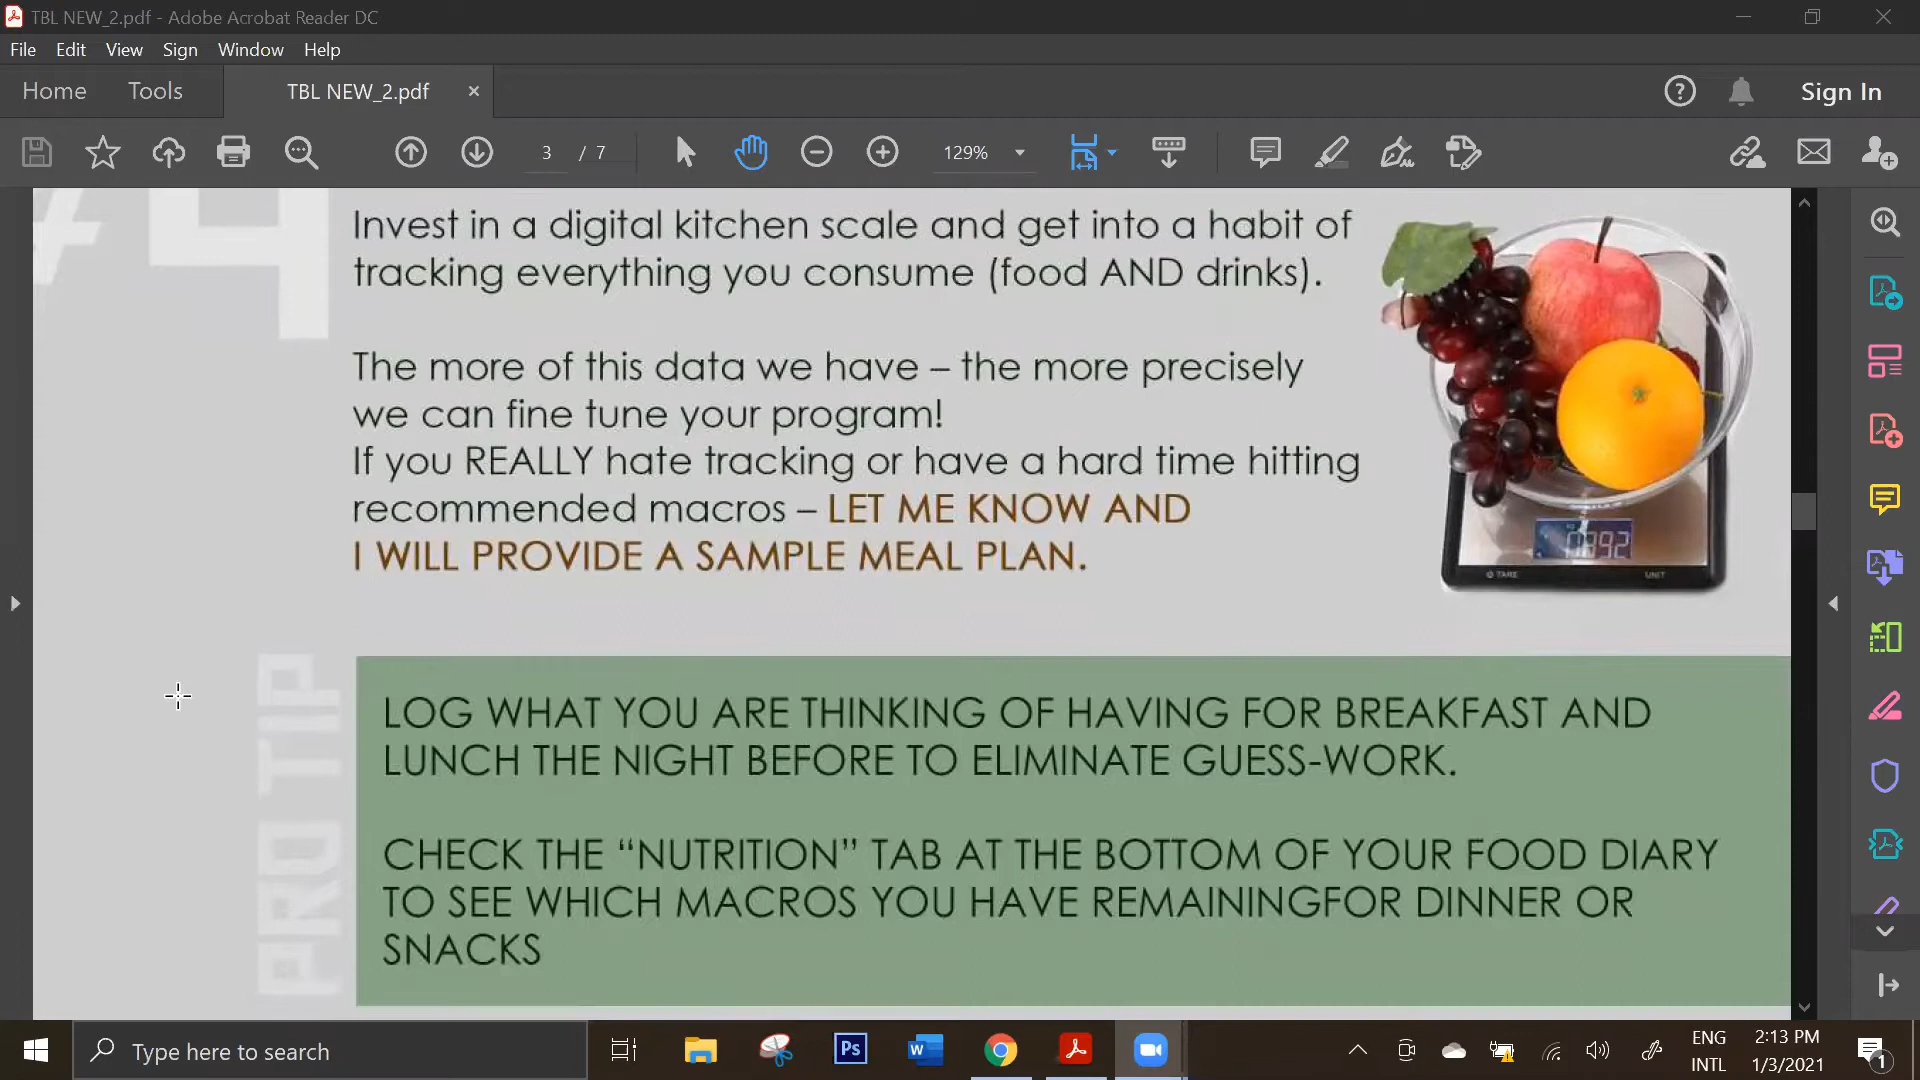 TBL NEW_2.pdf - Adobe Acrobat Reader DC
File Edit View Sign Window Help
Home Tools TBL NEW_2.pdf × Sign In
3 / 7 129%
#4
Invest in a digital kitchen scale and get into a habit of
tracking everything you consume (food AND drinks).
The more of this data we have – the more precisely
we can fine tune your program!
If you REALLY hate tracking or have a hard time hitting
recommended macros – LET ME KNOW AND
I WILL PROVIDE A SAMPLE MEAL PLAN.
TARE UNIT
PRO TIP
LOG WHAT YOU ARE THINKING OF HAVING FOR BREAKFAST AND
LUNCH THE NIGHT BEFORE TO ELIMINATE GUESS-WORK.
CHECK THE “NUTRITION” TAB AT THE BOTTOM OF YOUR FOOD DIARY
TO SEE WHICH MACROS YOU HAVE REMAININGFOR DINNER OR
SNACKS
Type here to search
Ps
W
ENG
INTL
2:13 PM
1/3/2021
1